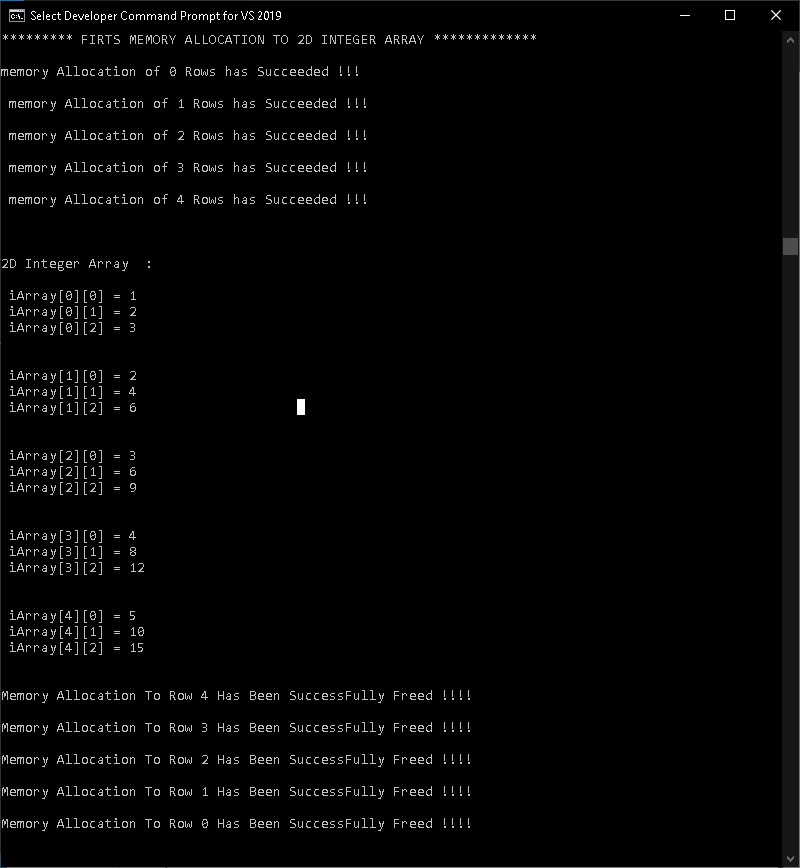 Select Developer Command Prompt for VS 2019
********* FIRTS MEMORY ALLOCATION TO 2D INTEGER ARRAY *************
memory Allocation of 0 Rows has Succeeded !!!
memory Allocation of 1 Rows has Succeeded !!!
memory Allocation of 2 Rows has Succeeded !!!
memory Allocation of 3 Rows has Succeeded !!!
memory Allocation of 4 Rows has Succeeded !!!
2D Integer Array  :
iArray[0][0] = 1
iArray[0][1] = 2
iArray[0][2] = 3
iArray[1][0] = 2
iArray[1][1] = 4
iArray[1][2] = 6
iArray[2][0] = 3
iArray[2][1] = 6
iArray[2][2] = 9
iArray[3][0] = 4
iArray[3][1] = 8
iArray[3][2] = 12
iArray[4][0] = 5
iArray[4][1] = 10
iArray[4][2] = 15
Memory Allocation To Row 4 Has Been SuccessFully Freed !!!!
Memory Allocation To Row 3 Has Been SuccessFully Freed !!!!
Memory Allocation To Row 2 Has Been SuccessFully Freed !!!!
Memory Allocation To Row 1 Has Been SuccessFully Freed !!!!
Memory Allocation To Row 0 Has Been SuccessFully Freed !!!!